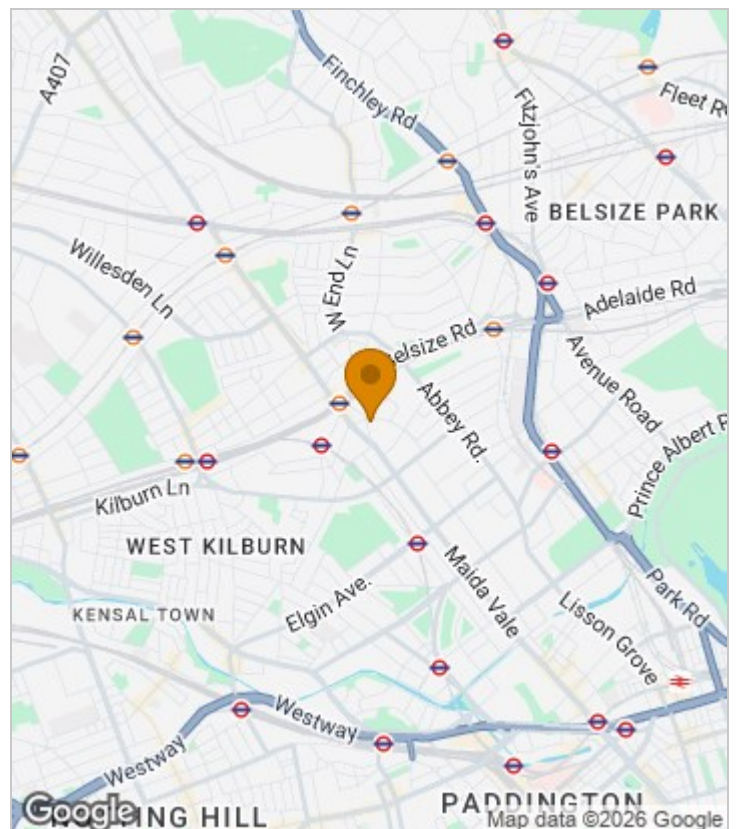 A407
Finchley Rd
Fitzjohn's Ave
Fleet R
BELSIZE PARK
Willesden Ln
W End Ln
Adelaide Rd
Belsize Rd
Avenue Road
Abbey Rd.
Prince Albert R
Kilburn Ln
WEST KILBURN
Maida Vale
Elgin Ave.
Park Rd
KENSAL TOWN
Lisson Grove
Westway
Westway
PADDINGTON
Google
NOTTING HILL
Map data ©2026 Google